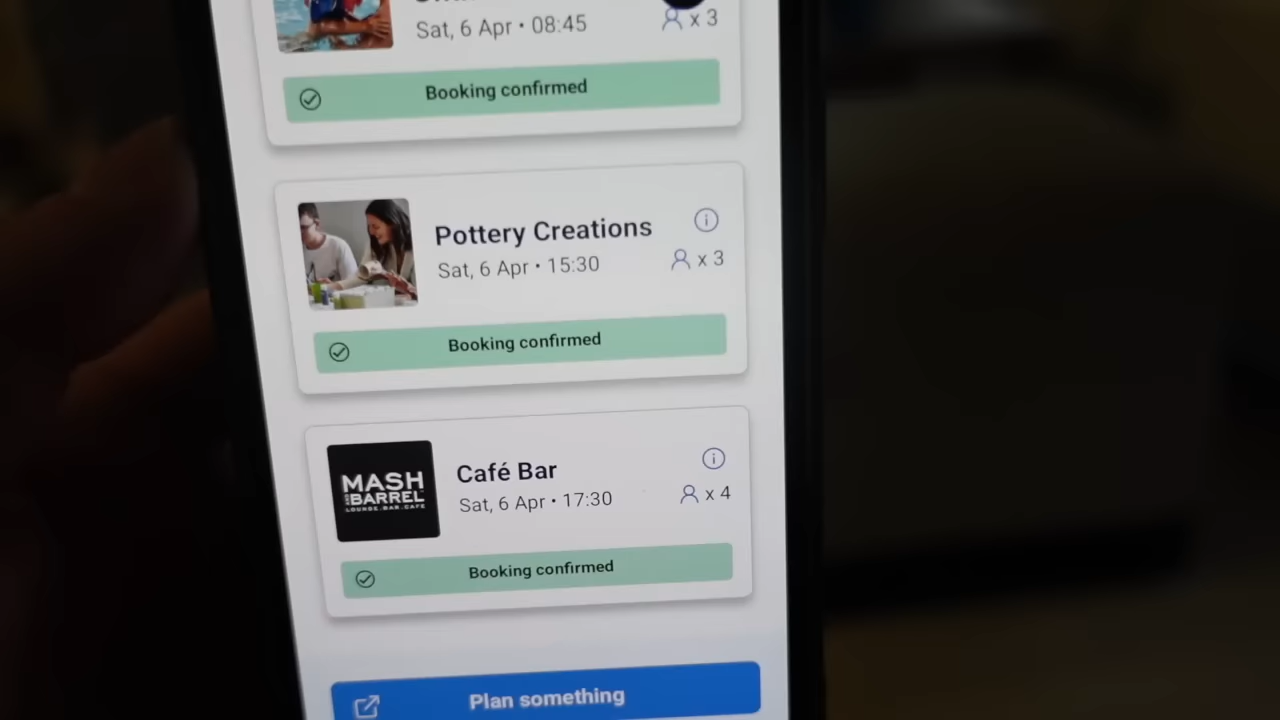 Sat, 6 Apr • 08:45
x 3
Booking confirmed
Pottery Creations
Sat, 6 Apr • 15:30
x 3
Booking confirmed
MASH
AND BARREL
LOUNGE.BAR.CAFE
Café Bar
Sat, 6 Apr • 17:30
x 4
Booking confirmed
Plan something